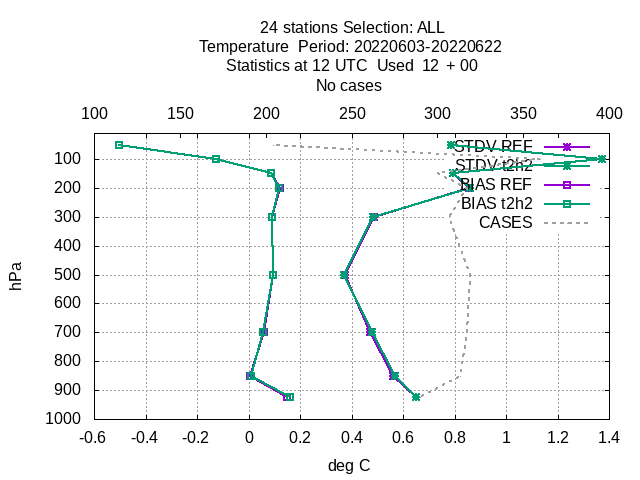 24 stations Selection: ALL
Temperature  Period: 20220603-20220622
Statistics at 12 UTC  Used  12  + 00
No cases
100 150 200 250 300 350 400
STDV REF
STDV t2h2
BIAS REF
BIAS t2h2
CASES
100
200
300
400
500
600
700
800
900
1000
hPa
-0.6 -0.4 -0.2 0 0.2 0.4 0.6 0.8 1 1.2 1.4
deg C